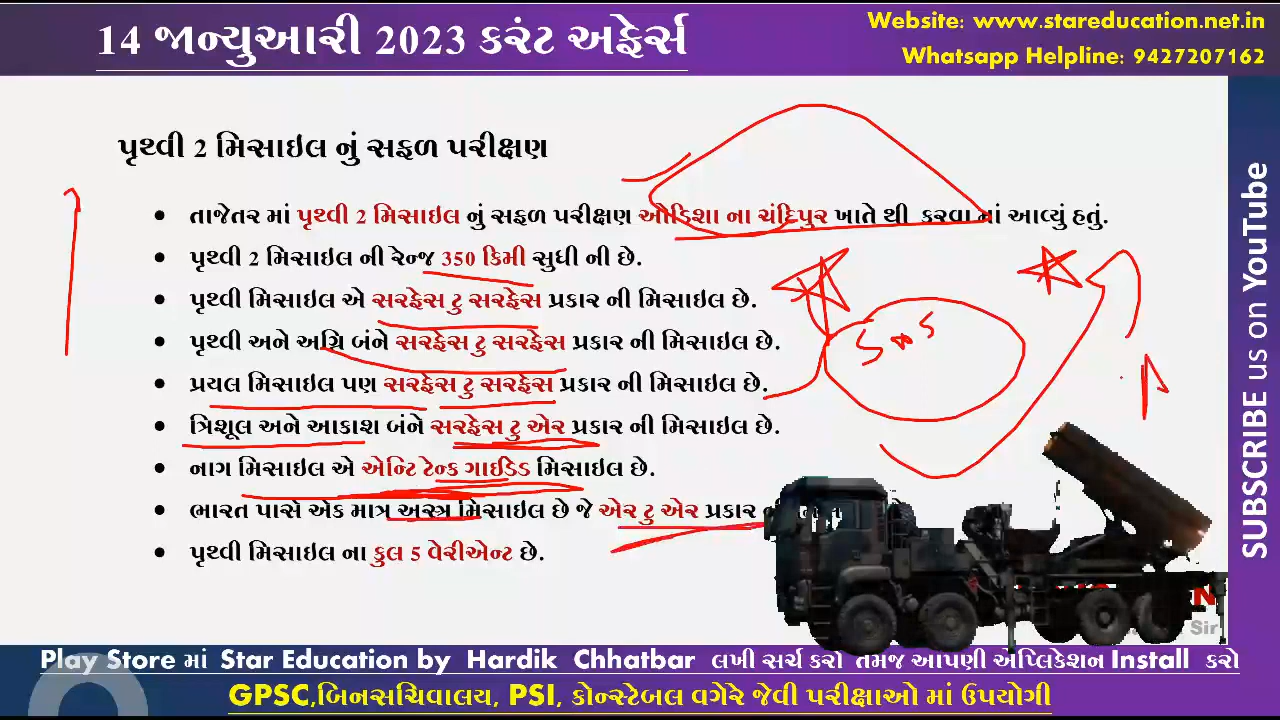 14 જાન્યુઆરી 2023 કરંટ અફેર્સ
Website: www.stareducation.net.in
Whatsapp Helpline: 9427207162
પૃથ્વી 2 મિસાઇલ નું સફળ પરીક્ષણ
• તાજેતર માં પૃથ્વી 2 મિસાઇલ નું સફળ પરીક્ષણ ઓડિશા ના ચંદિપુર ખાતે થી કરવા માં આવ્યું હતું.
• પૃથ્વી 2 મિસાઇલ ની રેન્જ 350 કિમી સુધી ની છે.
• પૃથ્વી મિસાઇલ એ સરફેસ ટુ સરફેસ પ્રકાર ની મિસાઇલ છે.
• પૃથ્વી અને અગ્નિ બંને સરફેસ ટુ સરફેસ પ્રકાર ની મિસાઇલ છે.
• પ્રયલ મિસાઇલ પણ સરફેસ ટુ સરફેસ પ્રકાર ની મિસાઇલ છે.
• ત્રિશૂલ અને આકાશ બંને સરફેસ ટુ એર પ્રકાર ની મિસાઇલ છે.
• નાગ મિસાઇલ એ એન્ટિ ટેન્ક ગાઇડેડ મિસાઇલ છે.
• ભારત પાસે એક માત્ર અસ્ત્ર મિસાઇલ છે જે એર ટુ એર પ્રકાર
• પૃથ્વી મિસાઇલ ના કુલ 5 વેરીએન્ટ છે.
Sir
SUBSCRIBE us on YouTube
Play Store માં Star Education by Hardik Chhatbar લખી સર્ચ કરો તેમજ આપણી એપ્લિકેશન Install કરો
GPSC,બિનસચિવાલય, PSI, કોન્સ્ટેબલ વગેરે જેવી પરીક્ષાઓ માં ઉપયોગી